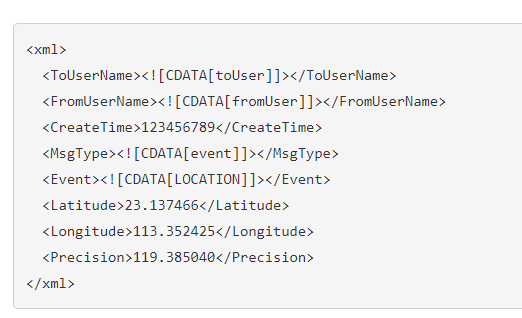 <xml>
  <ToUserName><![CDATA[toUser]]></ToUserName>
  <FromUserName><![CDATA[fromUser]]></FromUserName>
  <CreateTime>123456789</CreateTime>
  <MsgType><![CDATA[event]]></MsgType>
  <Event><![CDATA[LOCATION]]></Event>
  <Latitude>23.137466</Latitude>
  <Longitude>113.352425</Longitude>
  <Precision>119.385040</Precision>
</xml>